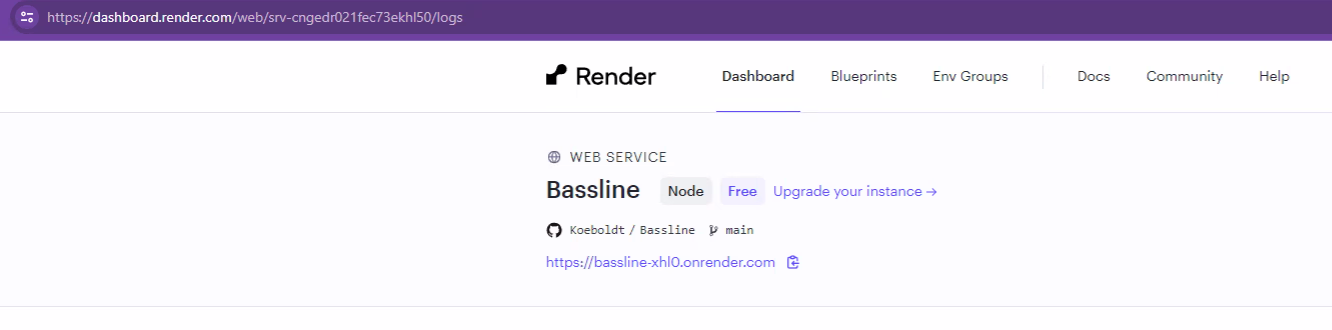 https://dashboard.render.com/web/srv-cngedr021fec73ekhl50/logs
Render Dashboard Blueprints Env Groups Docs Community Help
WEB SERVICE
Bassline Node Free Upgrade your instance →
Koeboldt / Bassline main
https://bassline-xhl0.onrender.com